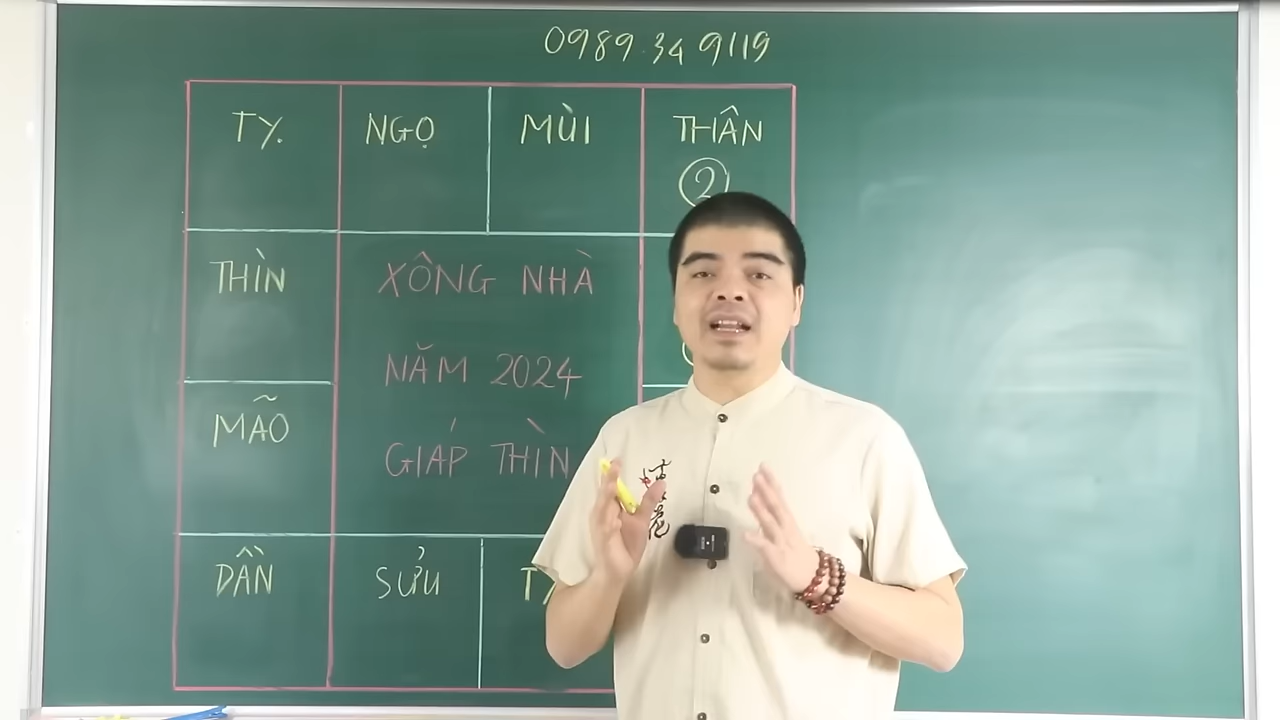 0989.34 9119
TỴ. NGỌ MÙI THÂN
②
THÌN
XÔNG NHÀ
NĂM 2024
MÃO
GIÁP THÌN
DẦN SỬU